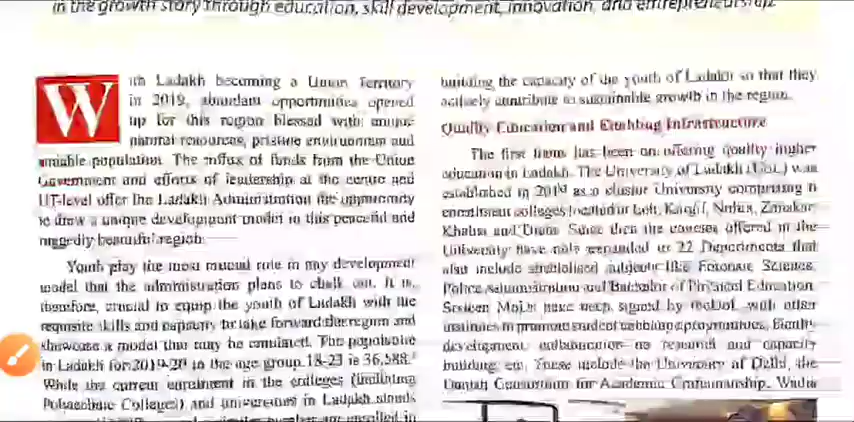 in the growth story through education, skill development, innovation, and entrepreneurship.
With Ladakh becoming a Union Territory
in 2019, abundant opportunities opened
up for this region blessed with unique
natural resources, pristine environment and
amiable population. The influx of funds from the Union
Government and efforts of leadership at the centre and
UT-level offer the Ladakh Administration the opportunity
to draw a unique development model in this peaceful and
ruggedly beautiful region.
Youth play the most crucial role in any development
model that the administration plans to chalk out. It is,
therefore, crucial to equip the youth of Ladakh with the
requisite skills and capacity to take forward the region and
showcase a model that may be emulated. The population
in Ladakh for 2019-20 in the age group 18-23 is 36,588.
While the current enrolment in the colleges (including
Polytechnic Colleges) and universities in Ladakh stands
are enrolled in
building the capacity of the youth of Ladakh so that they
actively contribute to sustainable growth in the region.
Quality Education and Enabling Infrastructure
The first focus has been on offering quality higher
education in Ladakh. The University of Ladakh (UoL) was
established in as a cluster University comprising
constituent colleges located in Leh, Kargil, Nubra, Zanskar,
Khaltsi and Drass. Since then the courses offered in the
University have now expanded to 22 Departments that
also include specialised subjects like Forensic Science,
Police Administration and Bachelor of Physical Education.
MoUs have been signed by the UoL with other
institutes to promote student exchange programmes, faculty
development, collaboration on research and capacity
building, etc. These include the University of Delhi, the
Consortium for Academic